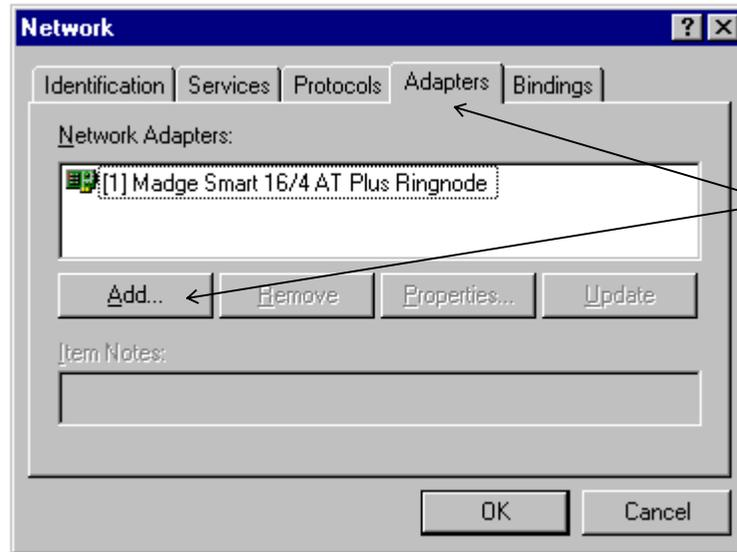 Network
Identification Services Protocols Adapters Bindings
Network Adapters:
[1] Madge Smart 16/4 AT Plus Ringnode
Add... Remove Properties... Update
Item Notes:
OK Cancel